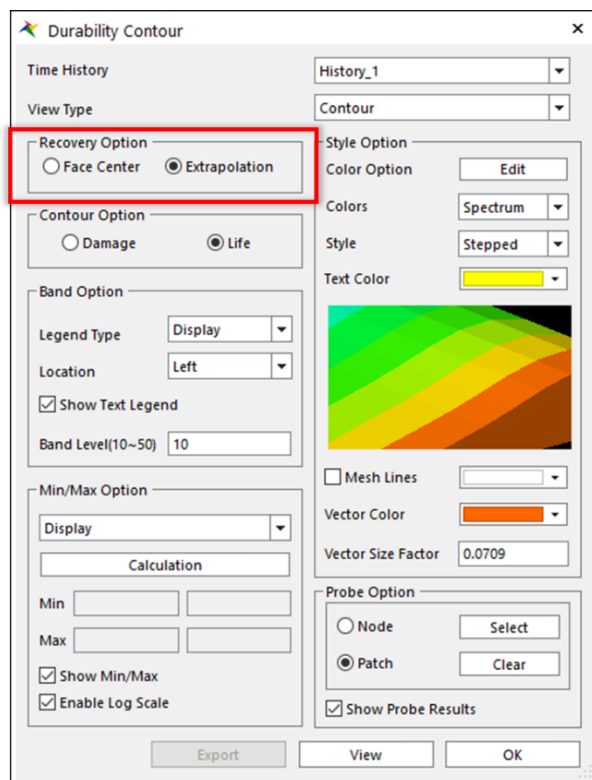 Durability Contour
Time History
History_1
View Type
Contour
Recovery Option
Face Center
Extrapolation
Contour Option
Damage
Life
Band Option
Legend Type
Display
Location
Left
Show Text Legend
Band Level(10~50)
10
Min/Max Option
Display
Calculation
Min
Max
Show Min/Max
Enable Log Scale
Style Option
Color Option
Edit
Colors
Spectrum
Style
Stepped
Text Color
Mesh Lines
Vector Color
Vector Size Factor
0.0709
Probe Option
Node
Select
Patch
Clear
Show Probe Results
Export
View
OK